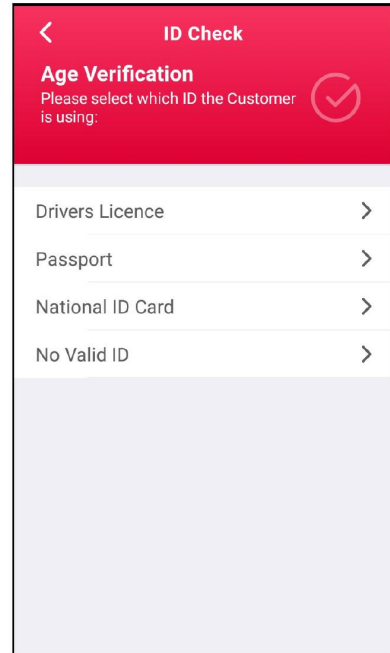 ID Check
Age Verification
Please select which ID the Customer
is using:
Drivers Licence
Passport
National ID Card
No Valid ID